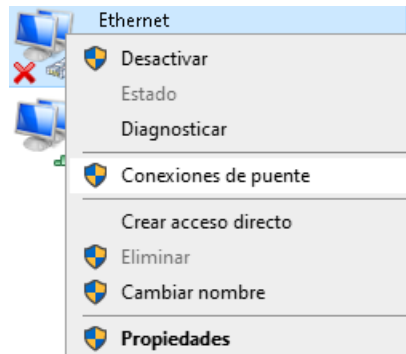 Ethernet
Desactivar
Estado
Diagnosticar
Conexiones de puente
Crear acceso directo
Eliminar
Cambiar nombre
Propiedades